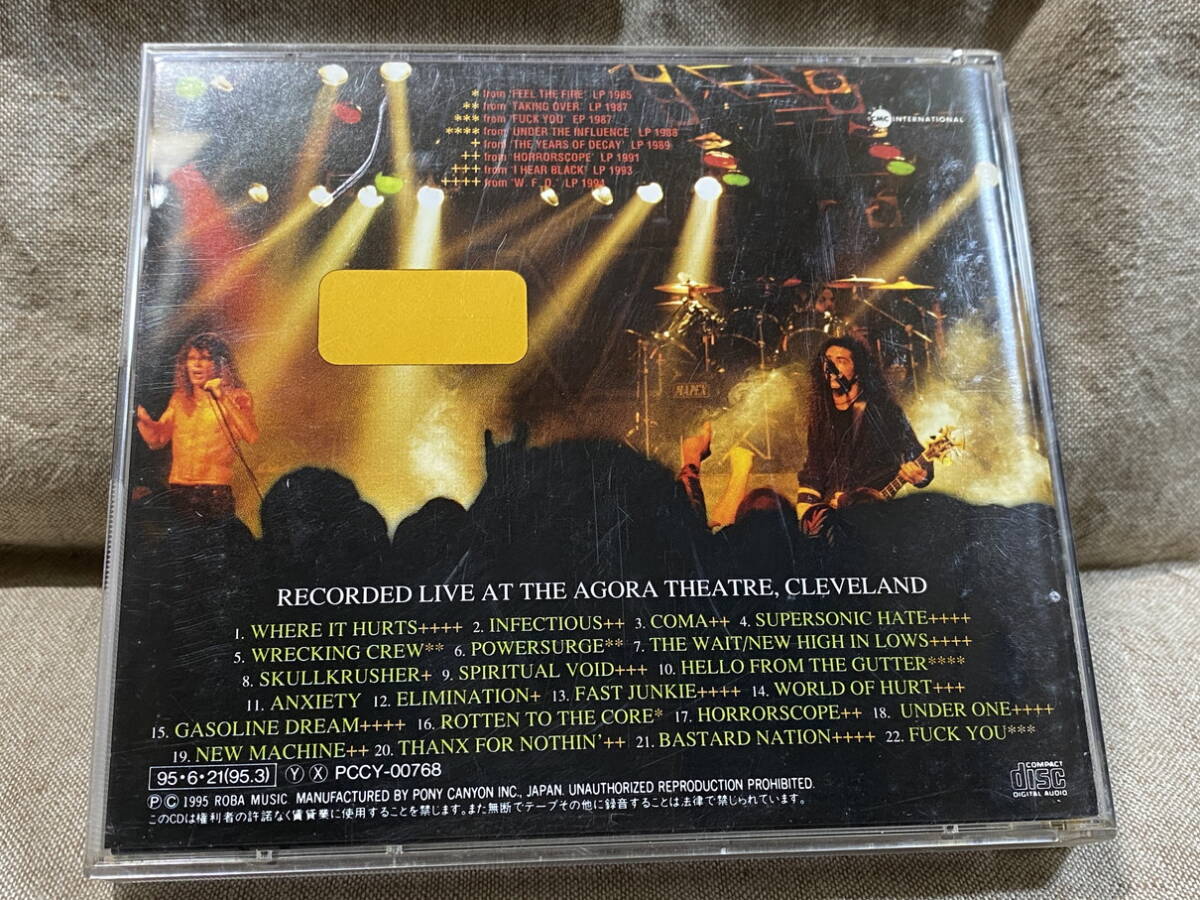 * from 'FEEL THE FIRE' LP 1985
** from 'TAKING OVER' LP 1987
*** from 'FUCK YOU' EP 1987
**** from 'UNDER THE INFLUENCE' LP 1988
+ from 'THE YEARS OF DECAY' LP 1989
++ from 'HORRORSCOPE' LP 1991
+++ from 'I HEAR BLACK' LP 1993
++++ from 'W. F. O.' LP 1994
CMC INTERNATIONAL
MAPEX
RECORDED LIVE AT THE AGORA THEATRE, CLEVELAND
1. WHERE IT HURTS++++ 2. INFECTIOUS++ 3. COMA++ 4. SUPERSONIC HATE++++
5. WRECKING CREW** 6. POWERSURGE** 7. THE WAIT/NEW HIGH IN LOWS++++
8. SKULLKRUSHER+ 9. SPIRITUAL VOID+++ 10. HELLO FROM THE GUTTER****
11. ANXIETY 12. ELIMINATION+ 13. FAST JUNKIE++++ 14. WORLD OF HURT+++
15. GASOLINE DREAM++++ 16. ROTTEN TO THE CORE* 17. HORRORSCOPE++ 18. UNDER ONE++++
19. NEW MACHINE++ 20. THANX FOR NOTHIN'++ 21. BASTARD NATION++++ 22. FUCK YOU***
95・6・21(95.3) Ⓨ Ⓧ PCCY-00768
Ⓟ Ⓒ 1995 ROBA MUSIC. MANUFACTURED BY PONY CANYON INC., JAPAN. UNAUTHORIZED REPRODUCTION PROHIBITED.
このCDは権利者の許諾なく賃貸業に使用することを禁じます。また無断でテープその他に録音することは法律で禁じられています。
COMPACT
disc
DIGITAL AUDIO